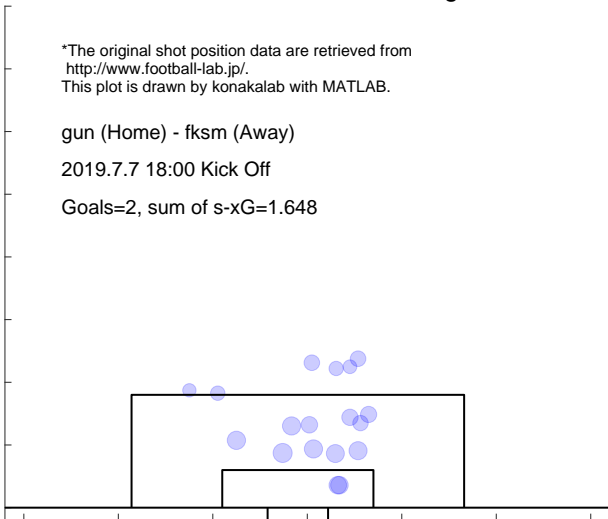 *The original shot position data are retrieved from
http://www.football-lab.jp/.
This plot is drawn by konakalab with MATLAB.
gun (Home) - fksm (Away)
2019.7.7 18:00 Kick Off
Goals=2, sum of s-xG=1.648